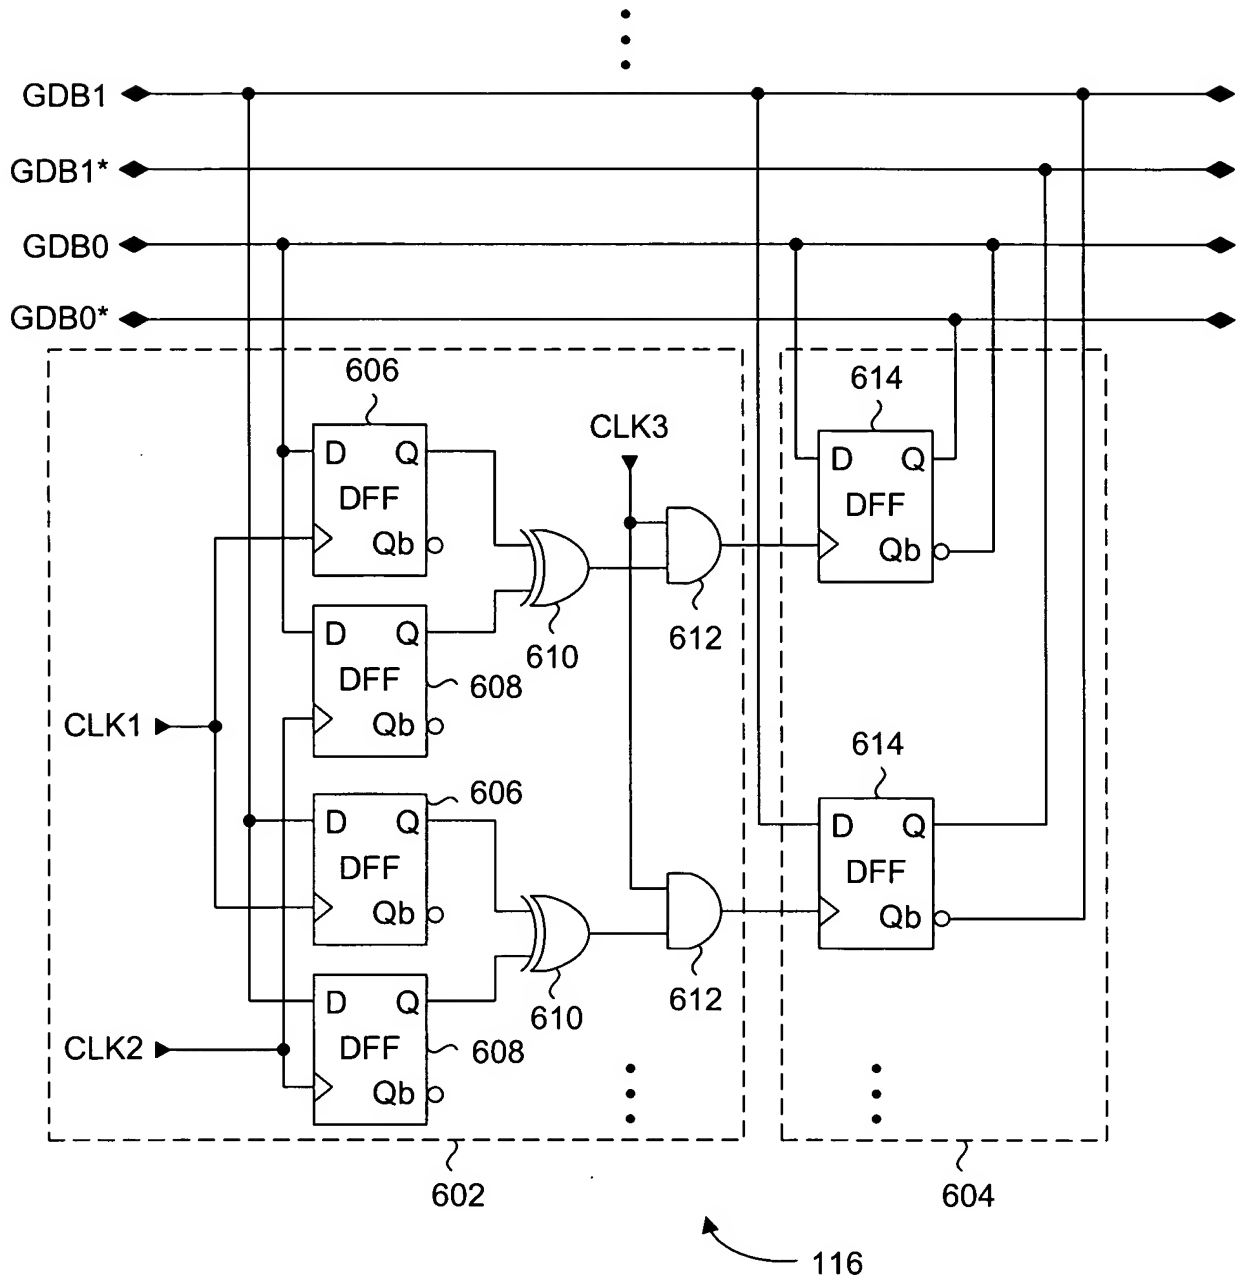 GDB1
GDB1*
GDB0
GDB0*
606
614
CLK3
D Q
DFF
Qb
D Q
DFF
Qb
612
610
D Q
DFF
Qb
608
CLK1
614
606
D Q
DFF
Qb
D Q
DFF
Qb
612
610
D Q
DFF
Qb
608
CLK2
602
604
116